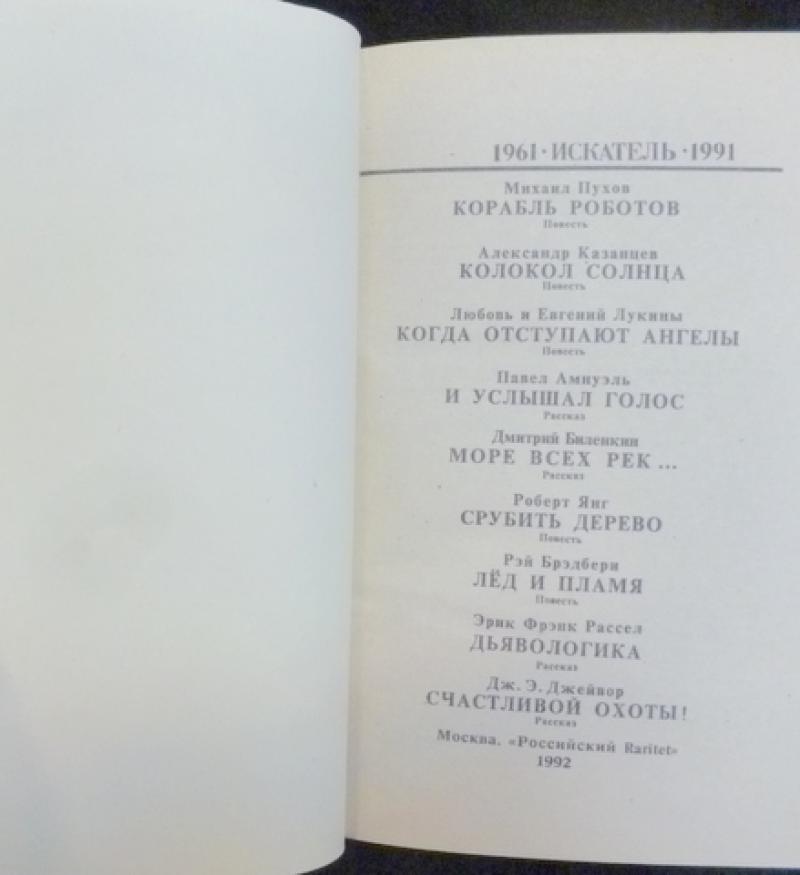 1961 · ИСКАТЕЛЬ · 1991
Михаил Пухов
КОРАБЛЬ РОБОТОВ
Повесть
Александр Казанцев
КОЛОКОЛ СОЛНЦА
Повесть
Любовь и Евгений Лукины
КОГДА ОТСТУПАЮТ АНГЕЛЫ
Повесть
Павел Амнуэль
И УСЛЫШАЛ ГОЛОС
Рассказ
Дмитрий Биленкин
МОРЕ ВСЕХ РЕК ...
Рассказ
Роберт Янг
СРУБИТЬ ДЕРЕВО
Повесть
Рэй Брэдбери
ЛЁД И ПЛАМЯ
Повесть
Эрик Фрэнк Рассел
ДЬЯВОЛОГИКА
Рассказ
Дж. Э. Джейвор
СЧАСТЛИВОЙ ОХОТЫ!
Рассказ
Москва. «Российский Raritet»
1992